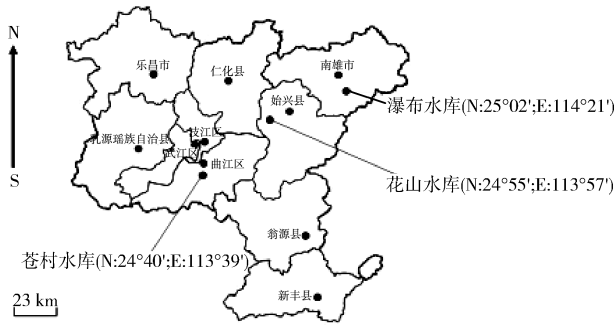 N
S
乐昌市
仁化县
南雄市
瀑布水库(N:25°02′;E:114°21′)
始兴县
乳源瑶族自治县
浈江区
武江区
曲江区
花山水库(N:24°55′;E:113°57′)
苍村水库(N:24°40′;E:113°39′)
翁源县
新丰县
23 km